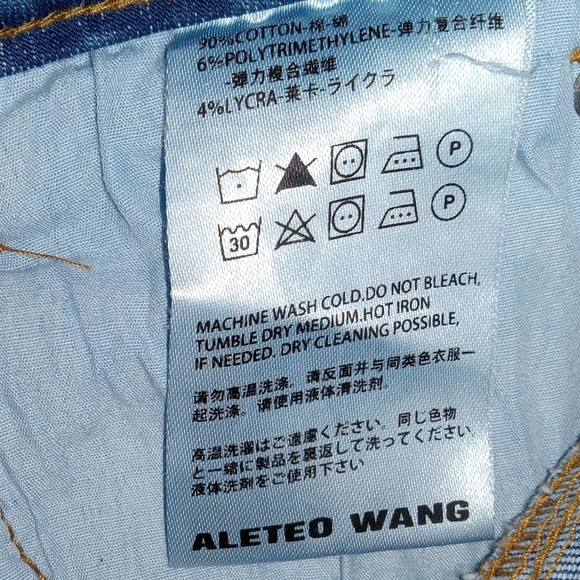 90%COTTON-棉-綿
6%POLYTRIMETHYLENE-弹力复合纤维
-弾力複合繊維
4%LYCRA-莱卡-ライクラ
P
30 P
MACHINE WASH COLD.DO NOT BLEACH,
TUMBLE DRY MEDIUM.HOT IRON
IF NEEDED. DRY CLEANING POSSIBLE,
请勿高温洗涤。请反面并与同类色衣服一
起洗涤。请使用液体清洗剂.
高温洗濯はご遠慮ください。同じ色物
と一緒に製品を裏返して洗ってください.
液体洗剤をご使用下さい
ALETEO WANG